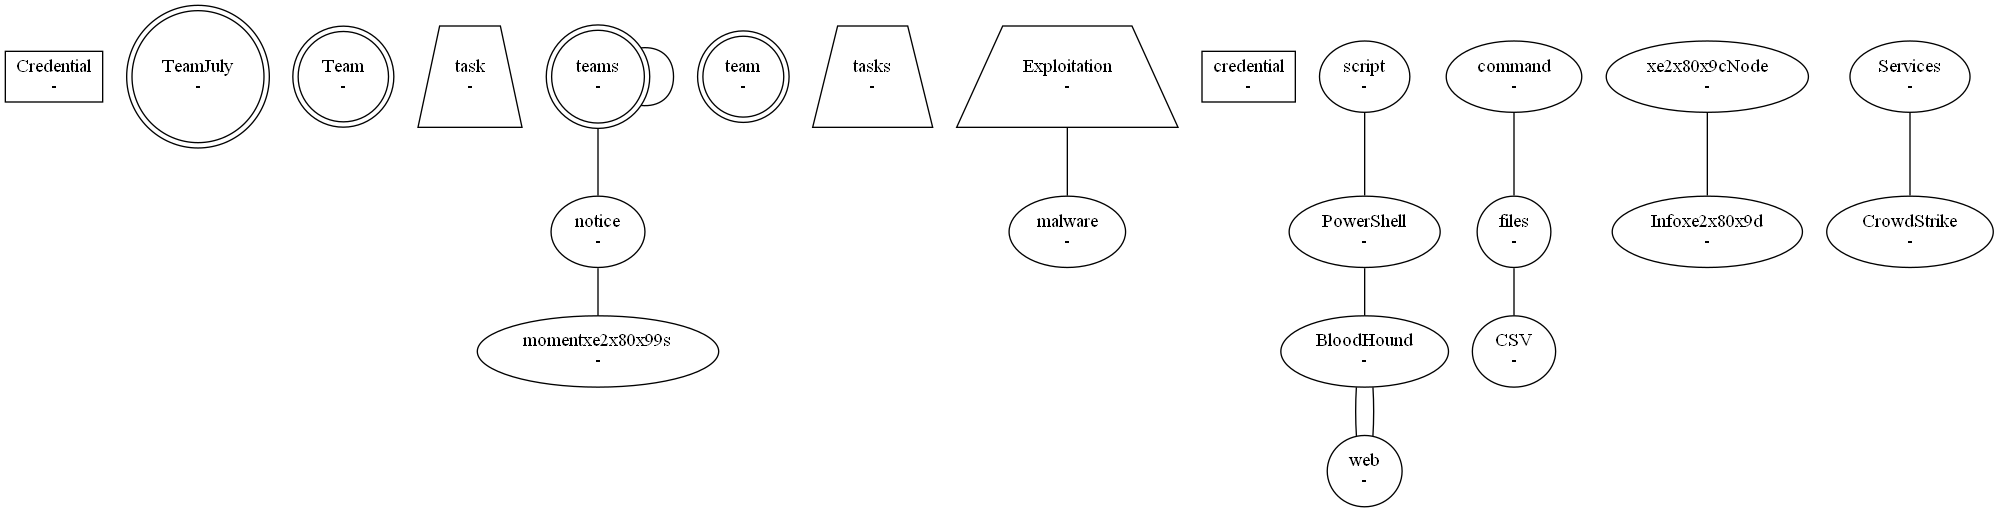 Credential
-
TeamJuly
-
Team
-
task
-
teams
-
team
-
tasks
-
Exploitation
-
credential
-
script
-
command
-
xe2x80x9cNode
-
Services
-
notice
-
malware
-
PowerShell
-
files
-
Infoxe2x80x9d
-
CrowdStrike
-
momentxe2x80x99s
-
BloodHound
-
CSV
-
web
-